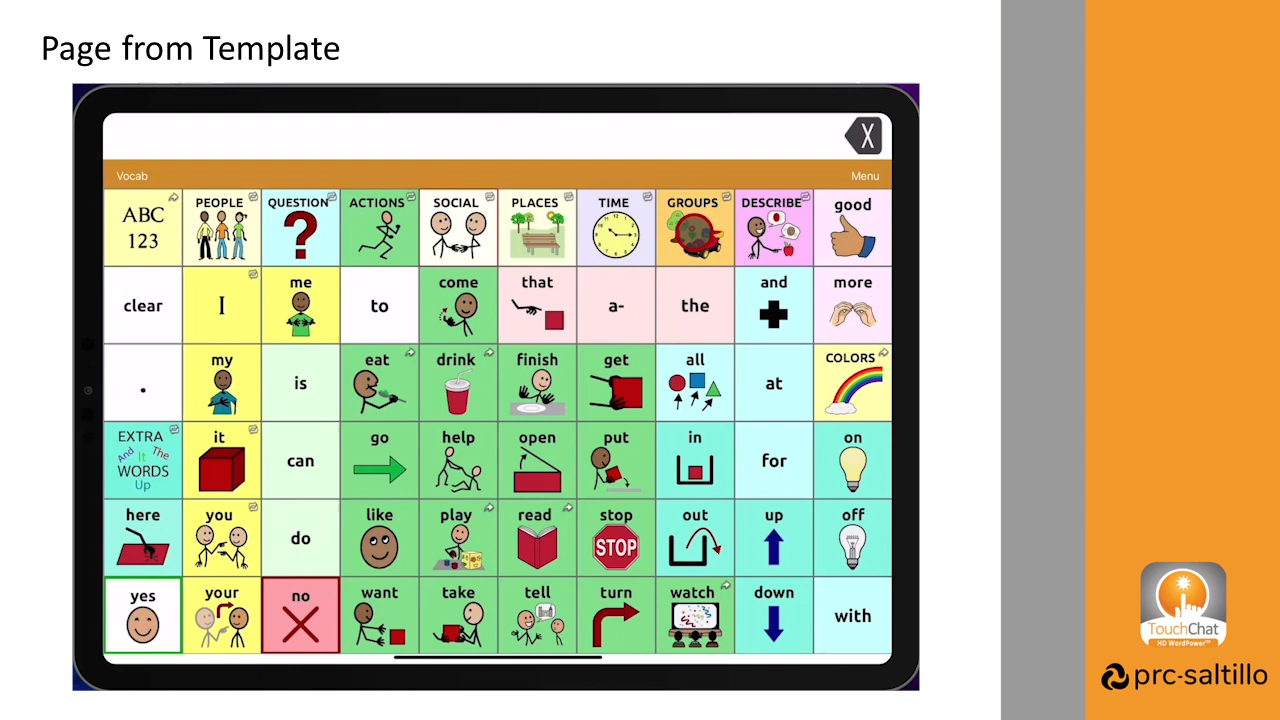 Page from Template
X
Vocab Menu
ABC 123 PEOPLE QUESTION ACTIONS SOCIAL PLACES TIME GROUPS DESCRIBE good
clear I me to come that a- the and more
. my is eat drink finish get all at COLORS
EXTRA And It The WORDS Up it can go help open put in for on
here you do like play read stop STOP out up off
yes your no want take tell turn watch down with
TouchChat
HD WordPower™
prc-saltillo